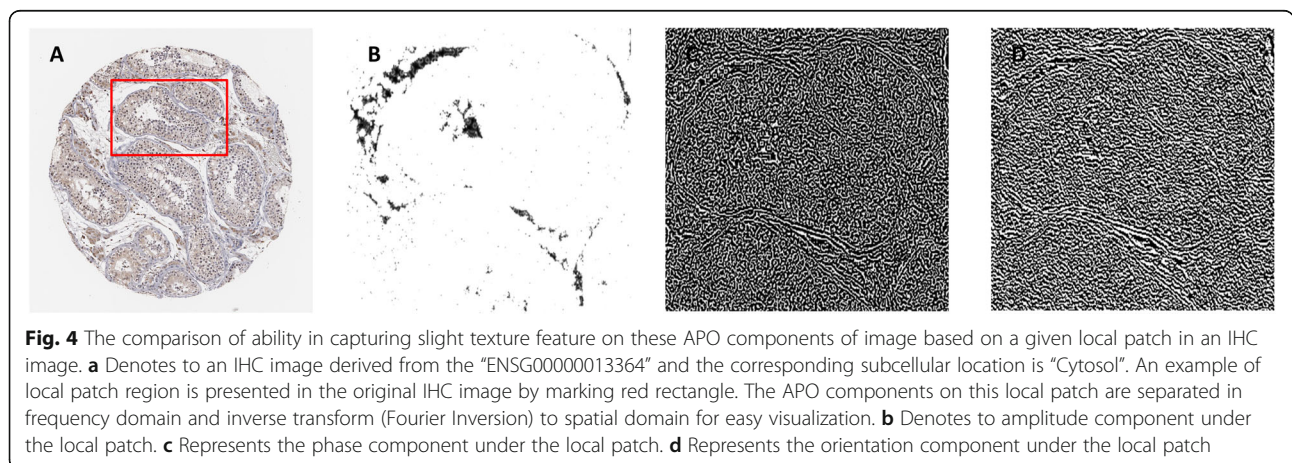 A B C D
Fig. 4 The comparison of ability in capturing slight texture feature on these APO components of image based on a given local patch in an IHC
image. a Denotes to an IHC image derived from the “ENSG00000013364” and the corresponding subcellular location is “Cytosol”. An example of
local patch region is presented in the original IHC image by marking red rectangle. The APO components on this local patch are separated in
frequency domain and inverse transform (Fourier Inversion) to spatial domain for easy visualization. b Denotes to amplitude component under
the local patch. c Represents the phase component under the local patch. d Represents the orientation component under the local patch